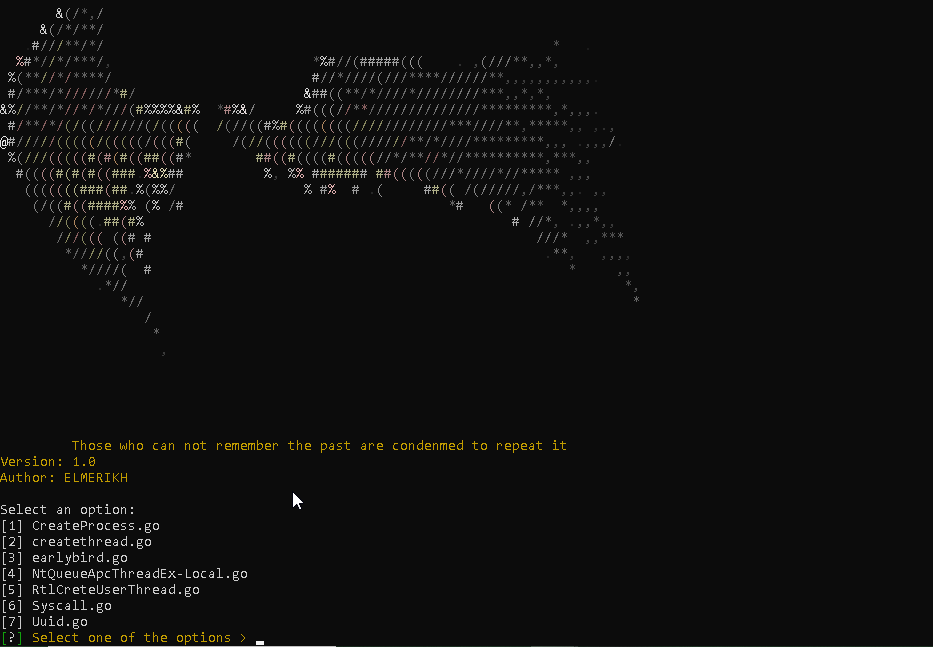 Those who can not remember the past are condenmed to repeat it
Version: 1.0
Author: ELMERIKH
Select an option:
[1] CreateProcess.go
[2] createthread.go
[3] earlybird.go
[4] NtQueueApcThreadEx-Local.go
[5] RtlCreteUserThread.go
[6] Syscall.go
[7] Uuid.go
[?] Select one of the options >